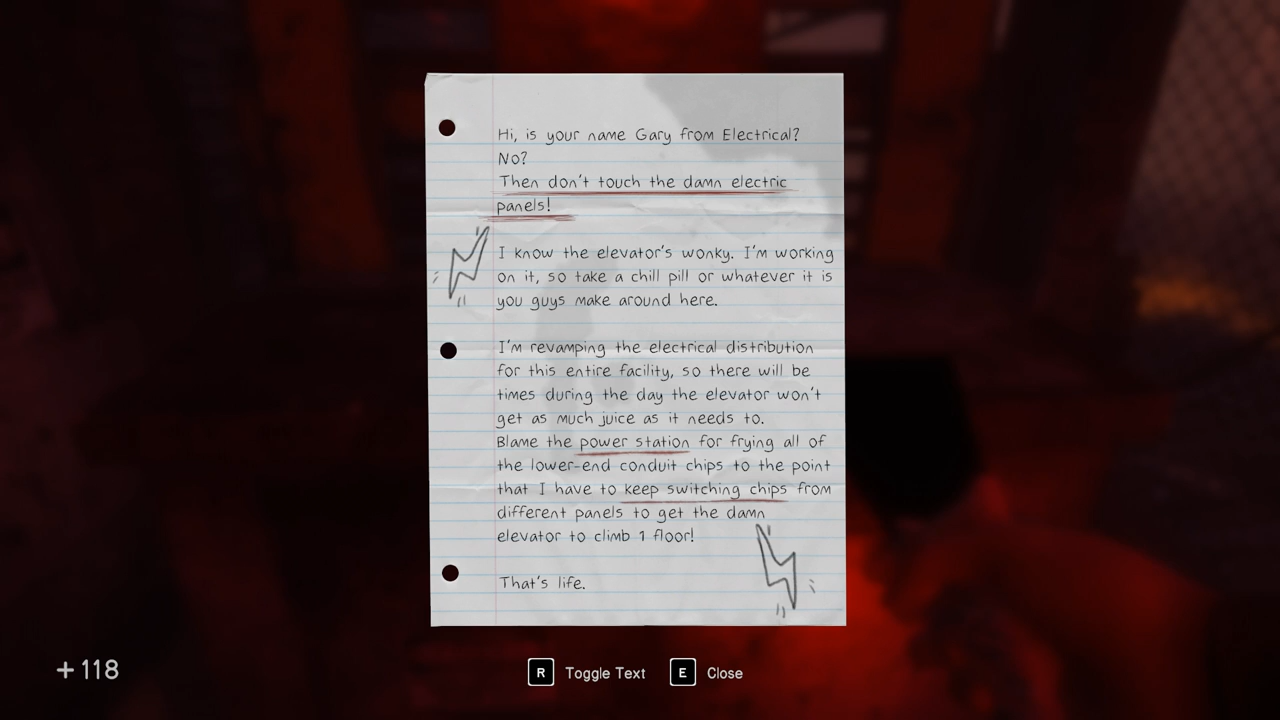 Hi, is your name Gary from Electrical?
No?
Then don't touch the damn electric
panels!
I know the elevator's wonky. I'm working
on it, so take a chill pill or whatever it is
you guys make around here.
I'm revamping the electrical distribution
for this entire facility, so there will be
times during the day the elevator won't
get as much juice as it needs to.
Blame the power station for frying all of
the lower-end conduit chips to the point
that I have to keep switching chips from
different panels to get the damn
elevator to climb 1 floor!
That's life.
+118
R Toggle Text E Close